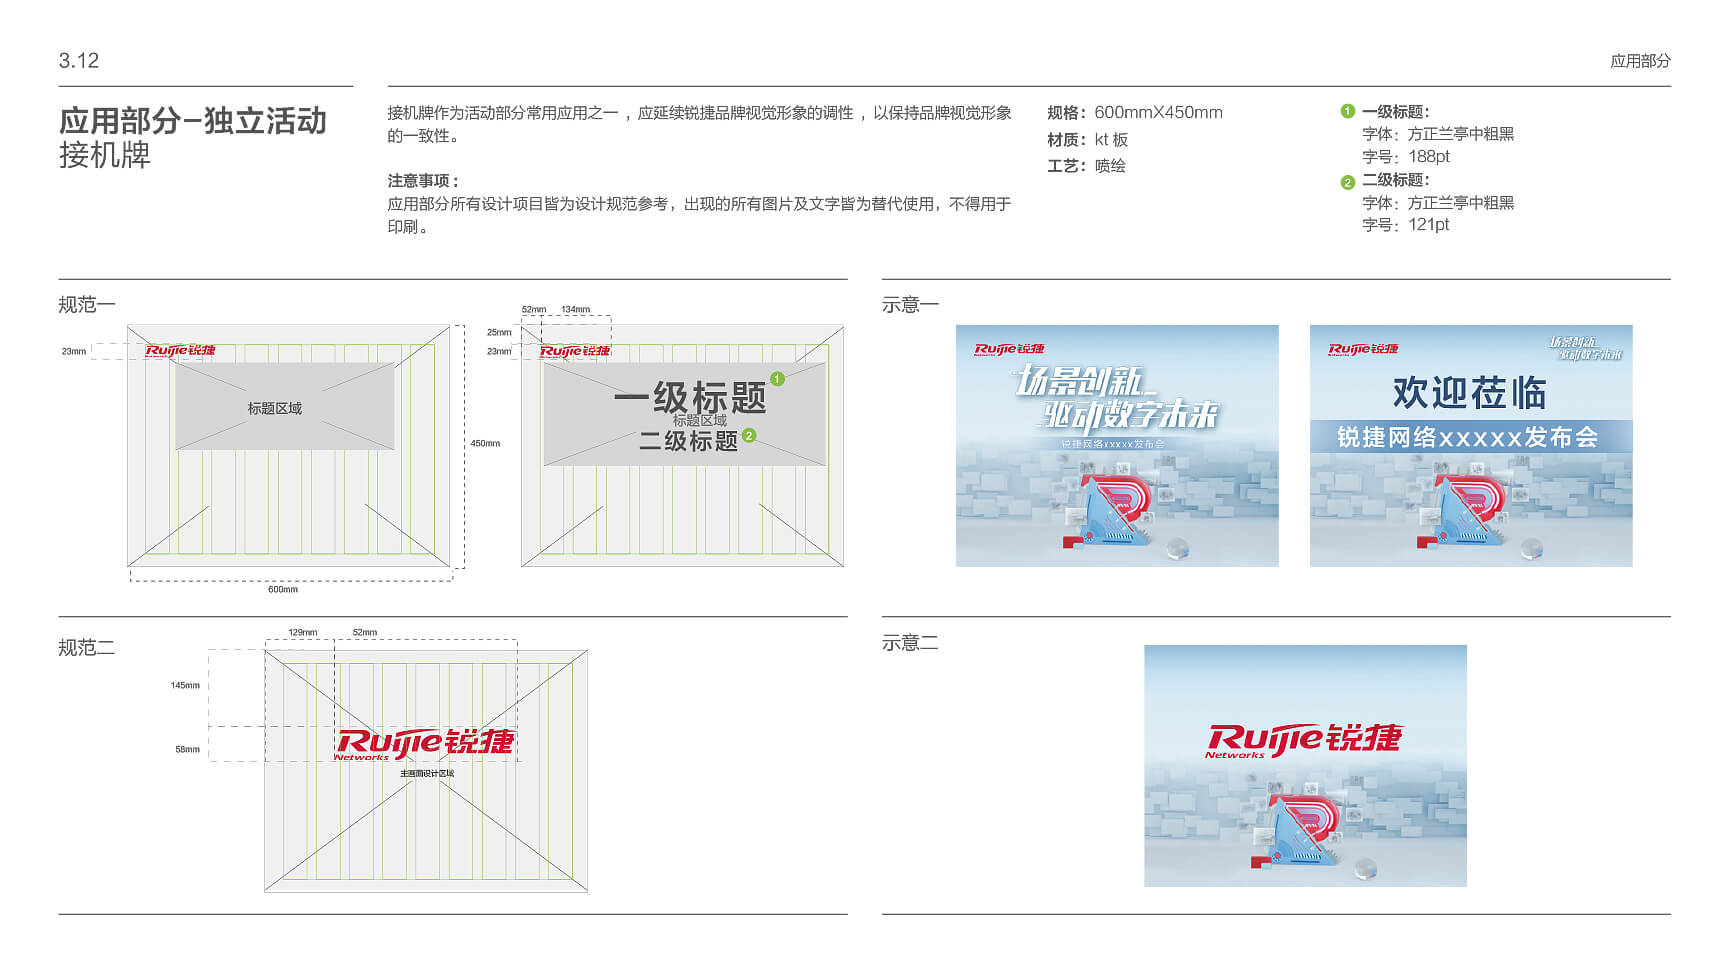 3.12
应用部分
应用部分–独立活动
接机牌
接机牌作为活动部分常用应用之一，应延续锐捷品牌视觉形象的调性，以保持品牌视觉形象
的一致性。
注意事项：
应用部分所有设计项目皆为设计规范参考，出现的所有图片及文字皆为替代使用，不得用于
印刷。
规格：600mmX450mm
材质：kt 板
工艺：喷绘
1 一级标题：
字体：方正兰亭中粗黑
字号：188pt
2 二级标题：
字体：方正兰亭中粗黑
字号：121pt
规范一
23mm
Ruijie锐捷
Networks
标题区域
450mm
600mm
52mm 134mm
25mm
23mm
Ruijie锐捷
Networks
一级标题 1
标题区域
二级标题 2
示意一
Ruijie锐捷
Networks
场景创新_
驱动数字未来
锐捷网络xxxxx发布会
Ruijie锐捷
Networks
场景创新_
驱动数字未来
欢迎莅临
锐捷网络xxxxx发布会
规范二
129mm 52mm
145mm
58mm
Ruijie锐捷
Networks
主画面设计区域
示意二
Ruijie锐捷
Networks